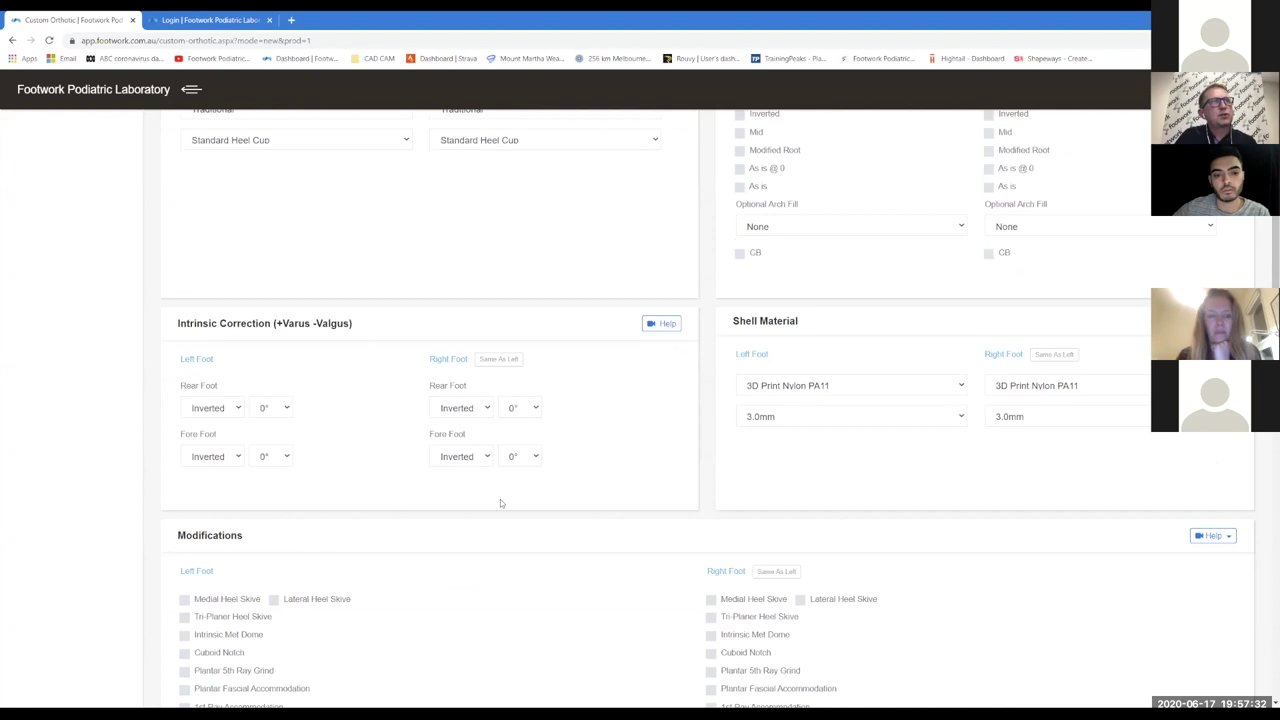 Custom Orthotic | Footwork Pod
Login | Footwork Podiatric Labor
app.footwork.com.au/custom-orthotic.aspx?mode=new&prod=1
Apps Email ABC coronavirus da... Footwork Podiatric... Dashboard | Footw... CAD CAM Dashboard | Strava Mount Martha Wea... 256 km Melbourne... Rouvy | User's dash... TrainingPeaks - Pla... Footwork Podiatric... Hightail - Dashboard Shapeways - Create...
Footwork Podiatric Laboratory
Traditional Traditional
Standard Heel Cup Standard Heel Cup
Inverted Inverted
Mid Mid
Modified Root Modified Root
As is @ 0 As is @ 0
As is As is
Optional Arch Fill Optional Arch Fill
None None
CB CB
Intrinsic Correction (+Varus -Valgus) Help
Left Foot Right Foot Same As Left
Rear Foot Rear Foot
Inverted 0° Inverted 0°
Fore Foot Fore Foot
Inverted 0° Inverted 0°
Shell Material
Left Foot Right Foot Same As Left
3D Print Nylon PA11 3D Print Nylon PA11
3.0mm 3.0mm
Modifications Help
Left Foot Right Foot Same As Left
Medial Heel Skive Lateral Heel Skive Medial Heel Skive Lateral Heel Skive
Tri-Planer Heel Skive Tri-Planer Heel Skive
Intrinsic Met Dome Intrinsic Met Dome
Cuboid Notch Cuboid Notch
Plantar 5th Ray Grind Plantar 5th Ray Grind
Plantar Fascial Accommodation Plantar Fascial Accommodation
1st Ray Accommodation 1st Ray Accommodation
2020-06-17 19:57:32